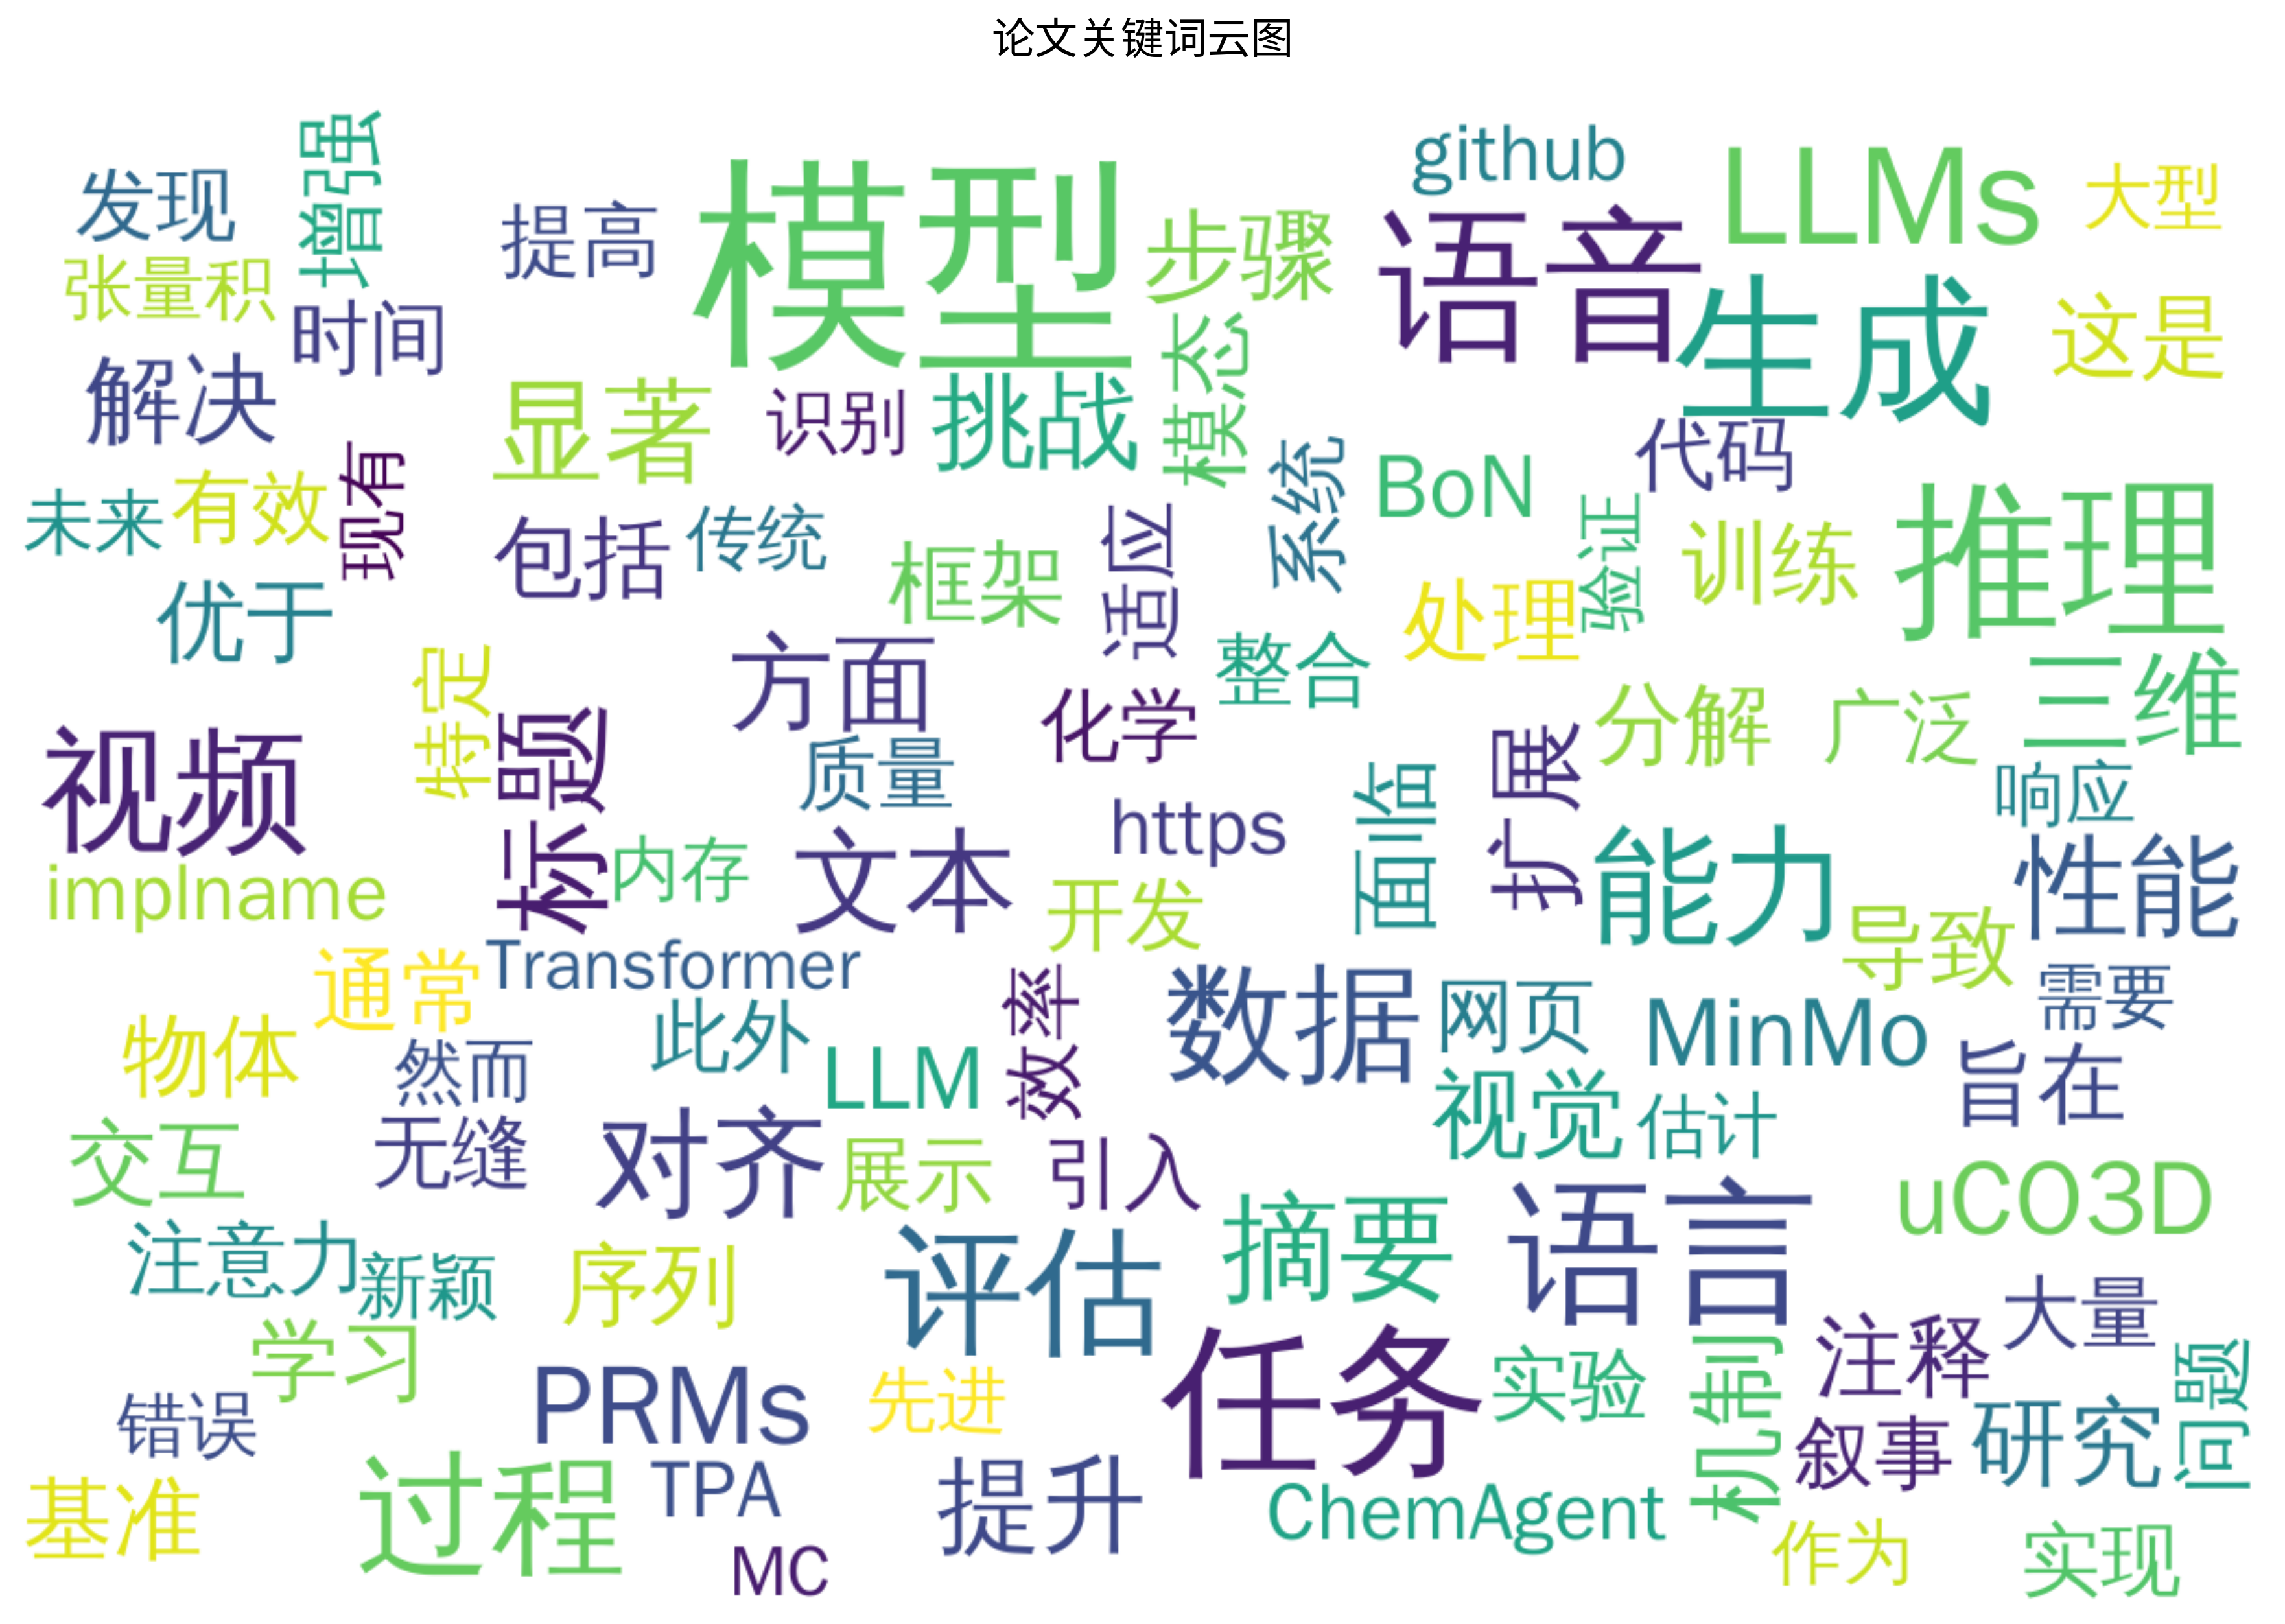 论文关键词云图
github
LLMs
大型
发现
增强
提高
模型
步骤
语音
张量积
时间
生成
这是
解决
显著
识别
挑战
模态
代码
未来
有效
现有
包括
传统
系统
BoN
验证
训练
推理
优于
框架
适应
处理
特定
方面
整合
三维
视频
标题
质量
化学
分解
广泛
响应
implname
内存
文本
https
面临
扩展
能力
性能
开发
导致
通常
Transformer
效率
数据
网页
MinMo
需要
物体
然而
此外
LLM
视觉
估计
旨在
交互
无缝
对齐
展示
引入
摘要
语言
uCO3D
注意力
新颖
序列
评估
大量
学习
PRMs
先进
任务
实验
机制
注释
问题
错误
叙事
研究
基准
过程
TPA
提升
ChemAgent
作为
实现
MC